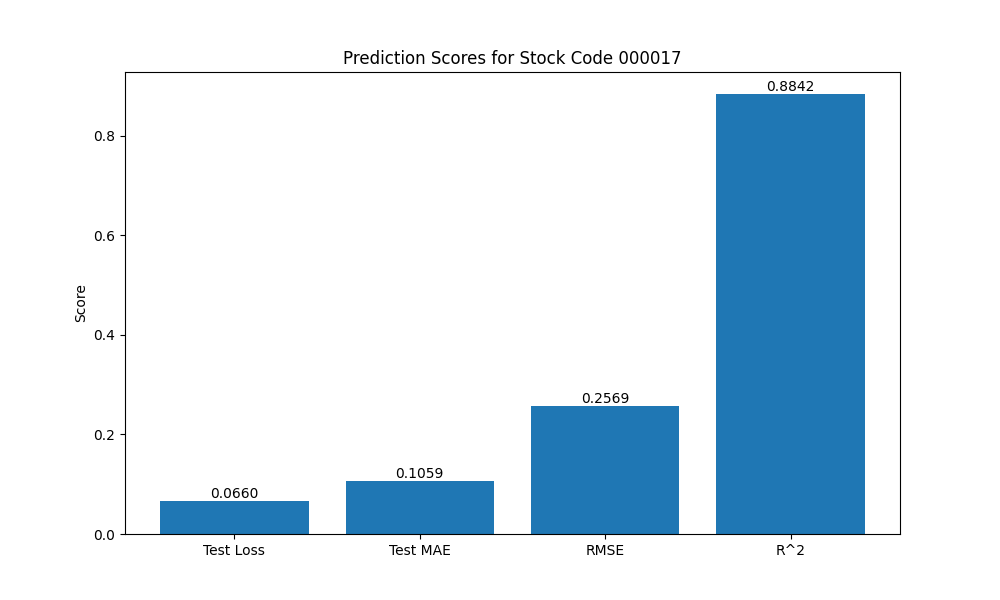 Prediction Scores for Stock Code 000017
0.8842
0.8
0.6
Score
0.4
0.2569
0.2
0.1059
0.0660
0.0
Test Loss
Test MAE
RMSE
R^2